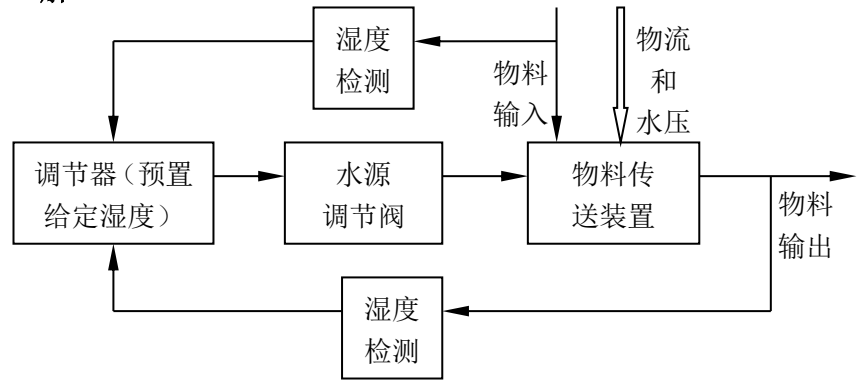 湿度
检测
物料
输入
物流
和
水压
调节器（预置
给定湿度）
水源
调节阀
物料传
送装置
物料
输出
湿度
检测